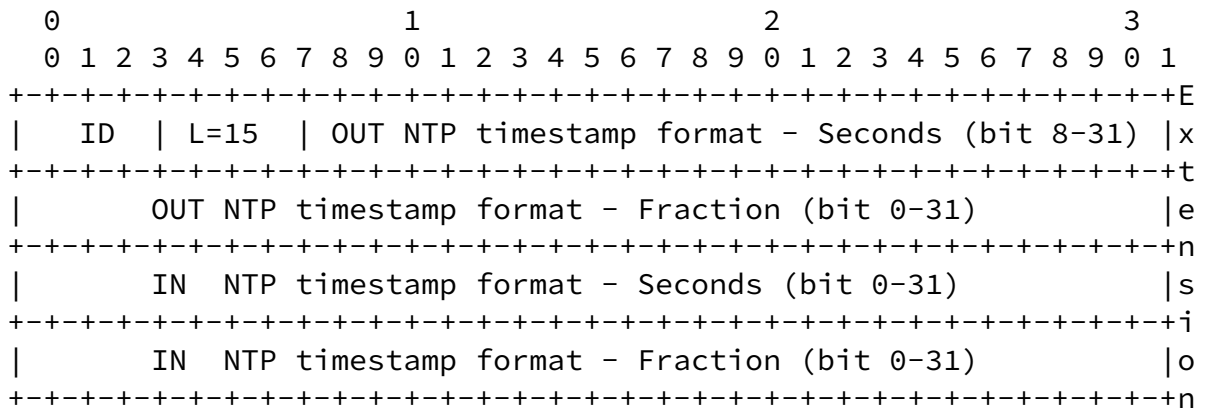 0                   1                   2                   3
   0 1 2 3 4 5 6 7 8 9 0 1 2 3 4 5 6 7 8 9 0 1 2 3 4 5 6 7 8 9 0 1
 +-+-+-+-+-+-+-+-+-+-+-+-+-+-+-+-+-+-+-+-+-+-+-+-+-+-+-+-+-+-+-+-+E
 |   ID  | L=15  | OUT NTP timestamp format - Seconds (bit 8-31) |x
 +-+-+-+-+-+-+-+-+-+-+-+-+-+-+-+-+-+-+-+-+-+-+-+-+-+-+-+-+-+-+-+-+t
 |       OUT NTP timestamp format - Fraction (bit 0-31)          |e
 +-+-+-+-+-+-+-+-+-+-+-+-+-+-+-+-+-+-+-+-+-+-+-+-+-+-+-+-+-+-+-+-+n
 |       IN  NTP timestamp format - Seconds (bit 0-31)           |s
 +-+-+-+-+-+-+-+-+-+-+-+-+-+-+-+-+-+-+-+-+-+-+-+-+-+-+-+-+-+-+-+-+i
 |       IN  NTP timestamp format - Fraction (bit 0-31)          |o
 +-+-+-+-+-+-+-+-+-+-+-+-+-+-+-+-+-+-+-+-+-+-+-+-+-+-+-+-+-+-+-+-+n